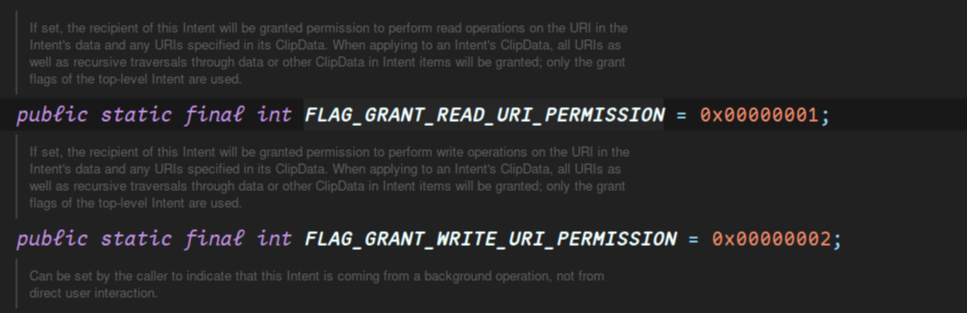 If set, the recipient of this Intent will be granted permission to perform read operations on the URI in the
Intent's data and any URIs specified in its ClipData. When applying to an Intent's ClipData, all URIs as
well as recursive traversals through data or other ClipData in Intent items will be granted; only the grant
flags of the top-level Intent are used.
public static final int FLAG_GRANT_READ_URI_PERMISSION = 0x00000001;
If set, the recipient of this Intent will be granted permission to perform write operations on the URI in the
Intent's data and any URIs specified in its ClipData. When applying to an Intent's ClipData, all URIs as
well as recursive traversals through data or other ClipData in Intent items will be granted; only the grant
flags of the top-level Intent are used.
public static final int FLAG_GRANT_WRITE_URI_PERMISSION = 0x00000002;
Can be set by the caller to indicate that this Intent is coming from a background operation, not from
direct user interaction.